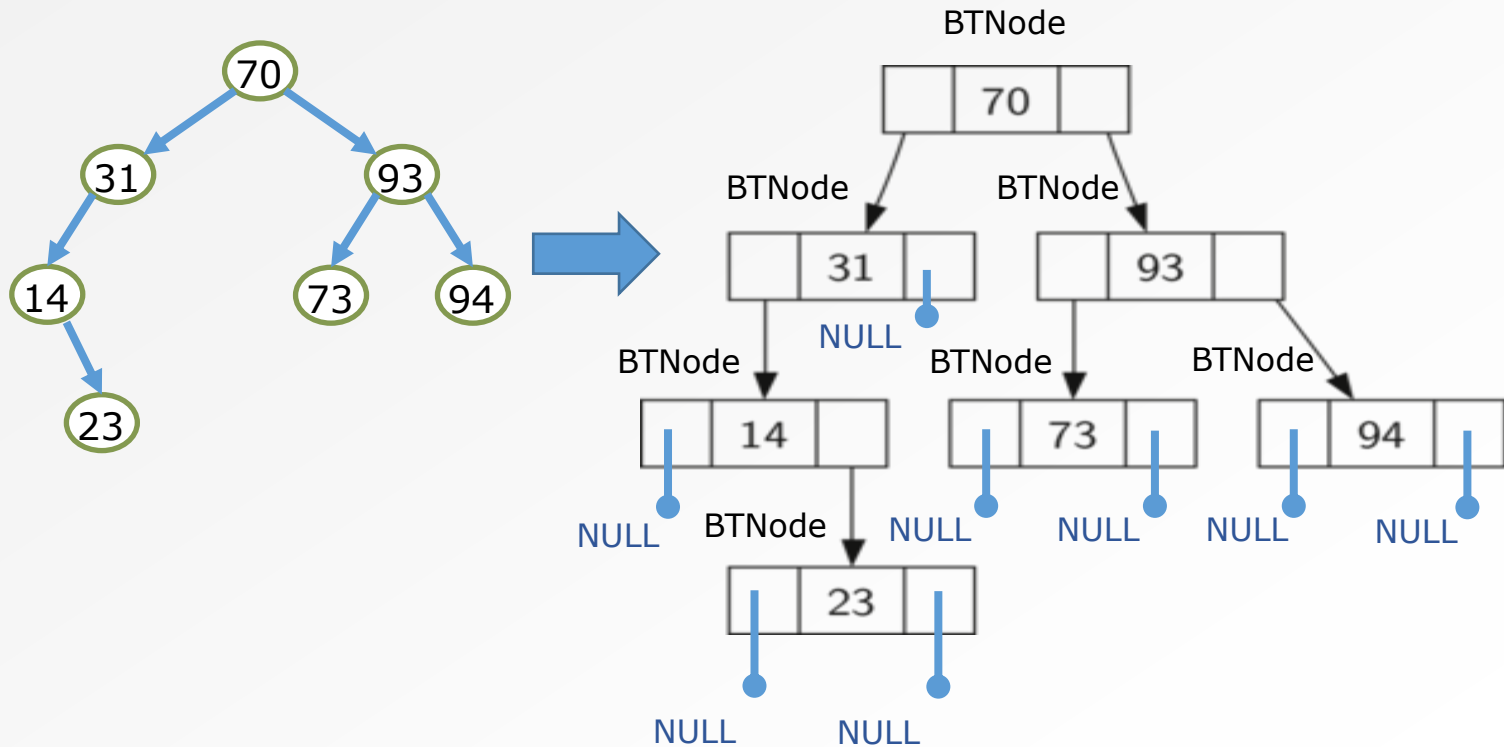 70
31
93
14
73
94
23
BTNode
70
BTNode
BTNode
31
93
NULL
BTNode
BTNode
BTNode
14
73
94
NULL
BTNode
NULL
NULL
NULL
NULL
23
NULL
NULL